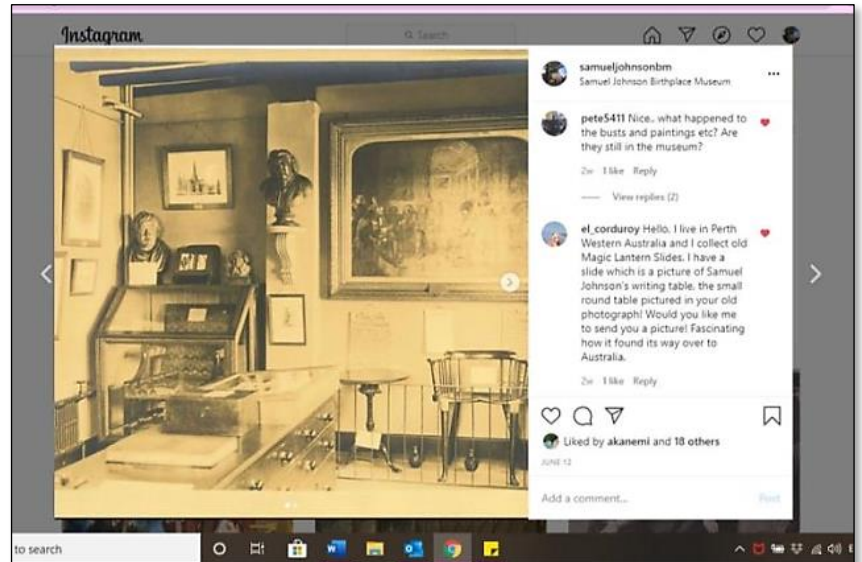 Instagram
Search
samueljohnsonbm
Samuel Johnson Birthplace Museum
pete5411 Nice.. what happened to
the busts and paintings etc? Are
they still in the museum?
2w 1 like Reply
View replies (2)
el_corduroy Hello, I live in Perth
Western Australia and I collect old
Magic Lantern Slides. I have a
slide which is a picture of Samuel
Johnson's writing table, the small
round table pictured in your old
photograph! Would you like me
to send you a picture! Fascinating
how it found its way over to
Australia.
2w 1 like Reply
Liked by akanemi and 18 others
JUNE 12
Add a comment... Post
to search